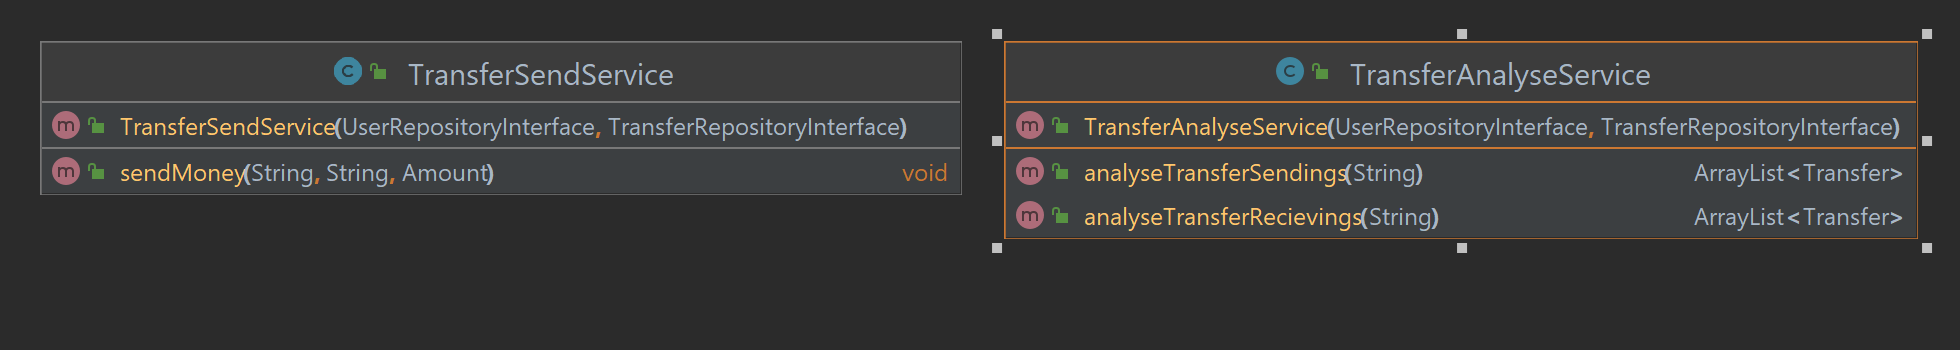 TransferSendService
TransferSendService(UserRepositoryInterface, TransferRepositoryInterface)
sendMoney(String, String, Amount) void
TransferAnalyseService
TransferAnalyseService(UserRepositoryInterface, TransferRepositoryInterface)
analyseTransferSendings(String) ArrayList<Transfer>
analyseTransferRecievings(String) ArrayList<Transfer>